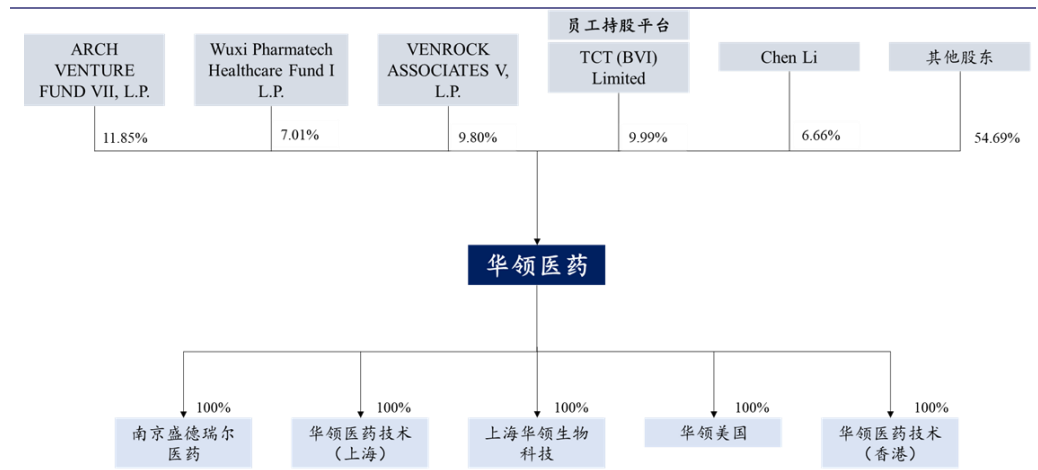 员工持股平台
ARCH
VENTURE
FUND VII, L.P.
Wuxi Pharmatech
Healthcare Fund I
L.P.
VENROCK
ASSOCIATES V,
L.P.
TCT (BVI)
Limited
Chen Li
其他股东
11.85%
7.01%
9.80%
9.99%
6.66%
54.69%
华领医药
100%
100%
100%
100%
100%
南京盛德瑞尔
医药
华领医药技术
（上海）
上海华领生物
科技
华领美国
华领医药技术
（香港）